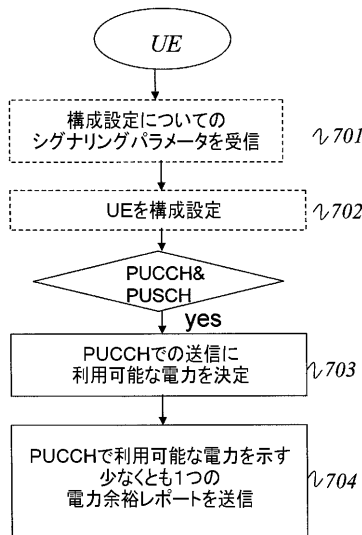 UE
構成設定についての
シグナリングパラメータを受信
701
UEを構成設定
702
PUCCH&
PUSCH
yes
PUCCHでの送信に
利用可能な電力を決定
703
PUCCHで利用可能な電力を示す
少なくとも1つの
電力余裕レポートを送信
704